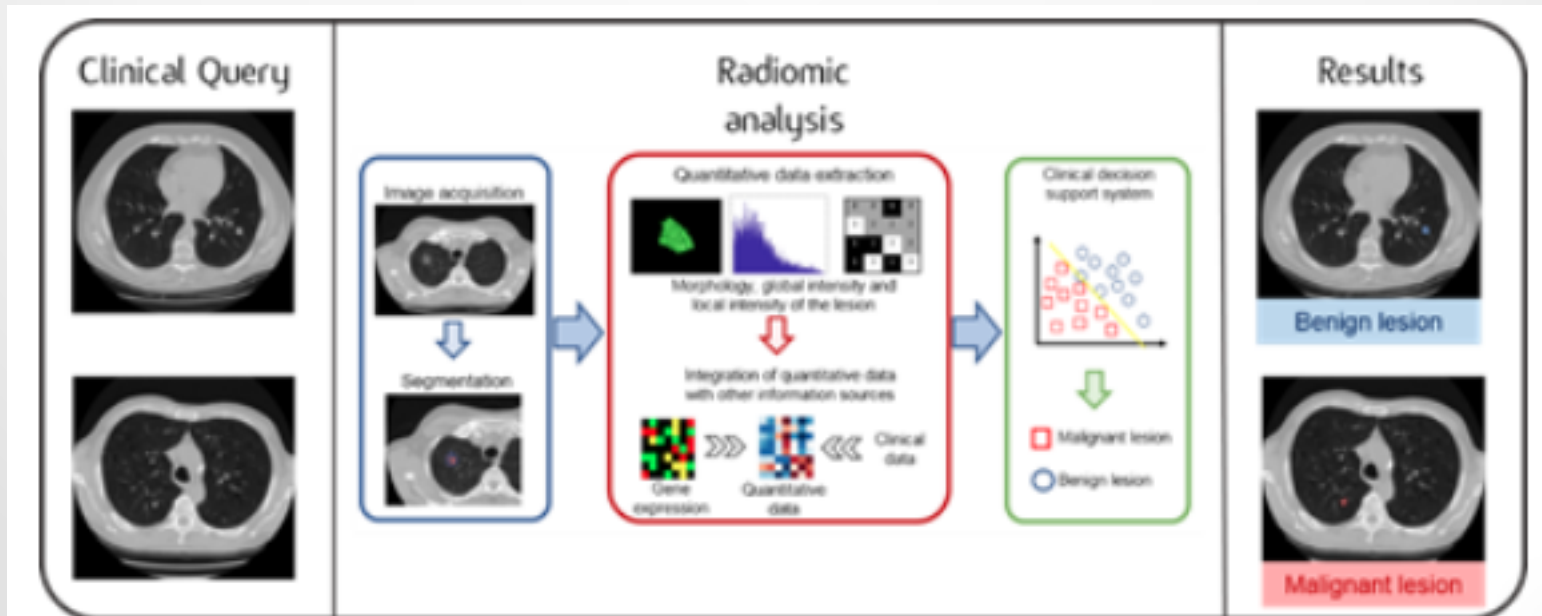 Clinical Query
Radiomic
analysis
Results
Image acquisition
Segmentation
Quantitative data extraction
Morphology, global intensity and
local intensity of the lesion
Integration of quantitative data
with other information sources
Gene
expression
Quantitative
data
Clinical
data
Clinical decision
support system
Malignant lesion
Benign lesion
Benign lesion
Malignant lesion